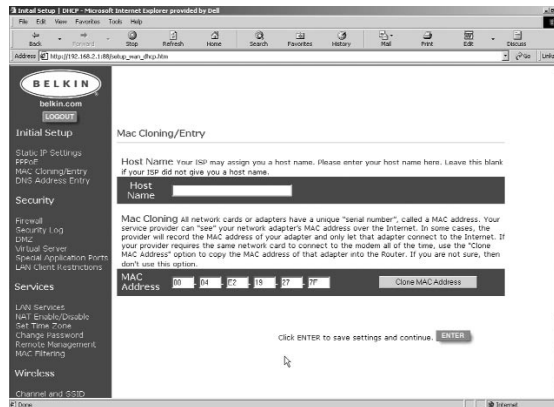 Initial Setup | DHCP - Microsoft Internet Explorer provided by Dell
File Edit View Favorites Tools Help
Back Forward Stop Refresh Home Search Favorites History Mail Print Edit Discuss
Address http://192.168.2.1:88/setup_wan_dhcp.htm Go Links
BELKIN
belkin.com
LOGOUT
Initial Setup
Static IP Settings
PPPoE
MAC Cloning/Entry
DNS Address Entry
Security
Firewall
Security Log
DMZ
Virtual Server
Special Application Ports
LAN Client Restrictions
Services
LAN Services
NAT Enable/Disable
Set Time Zone
Change Password
Remote Management
MAC Filtering
Wireless
Channel and SSID
Mac Cloning/Entry
Host Name Your ISP may assign you a host name. Please enter your host name here. Leave this blank
if your ISP did not give you a host name.
Host
Name
Mac Cloning All network cards or adapters have a unique "serial number", called a MAC address. Your
service provider can "see" your network adapter's MAC address over the Internet. In some cases, the
provider will record the MAC address of your adapter and only let that adapter connect to the Internet. If
your provider requires the same network card to connect to the modem all of the time, use the "Clone
MAC Address" option to copy the MAC address of that adapter into the Router. If you are not sure, then
don't use this option.
MAC
Address 00 . 04 . E2 . 19 . 27 . 7F Clone MAC Address
Click ENTER to save settings and continue. ENTER
Done Internet